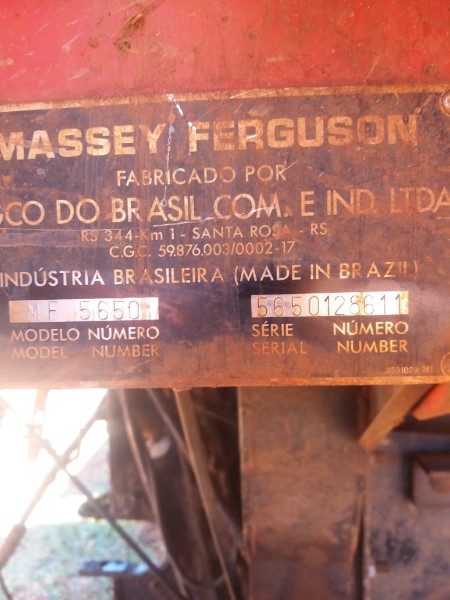 MASSEY FERGUSON
FABRICADO POR
GCO DO BRASIL COM. E IND. LTDA
RS 344-Km 1 - SANTA ROSA - RS
C.G.C. 59.876.003/0002-17
INDÚSTRIA BRASILEIRA (MADE IN BRAZIL)
MF 5650 5650128611
MODELO NÚMERO SÉRIE NÚMERO
MODEL NUMBER SERIAL NUMBER